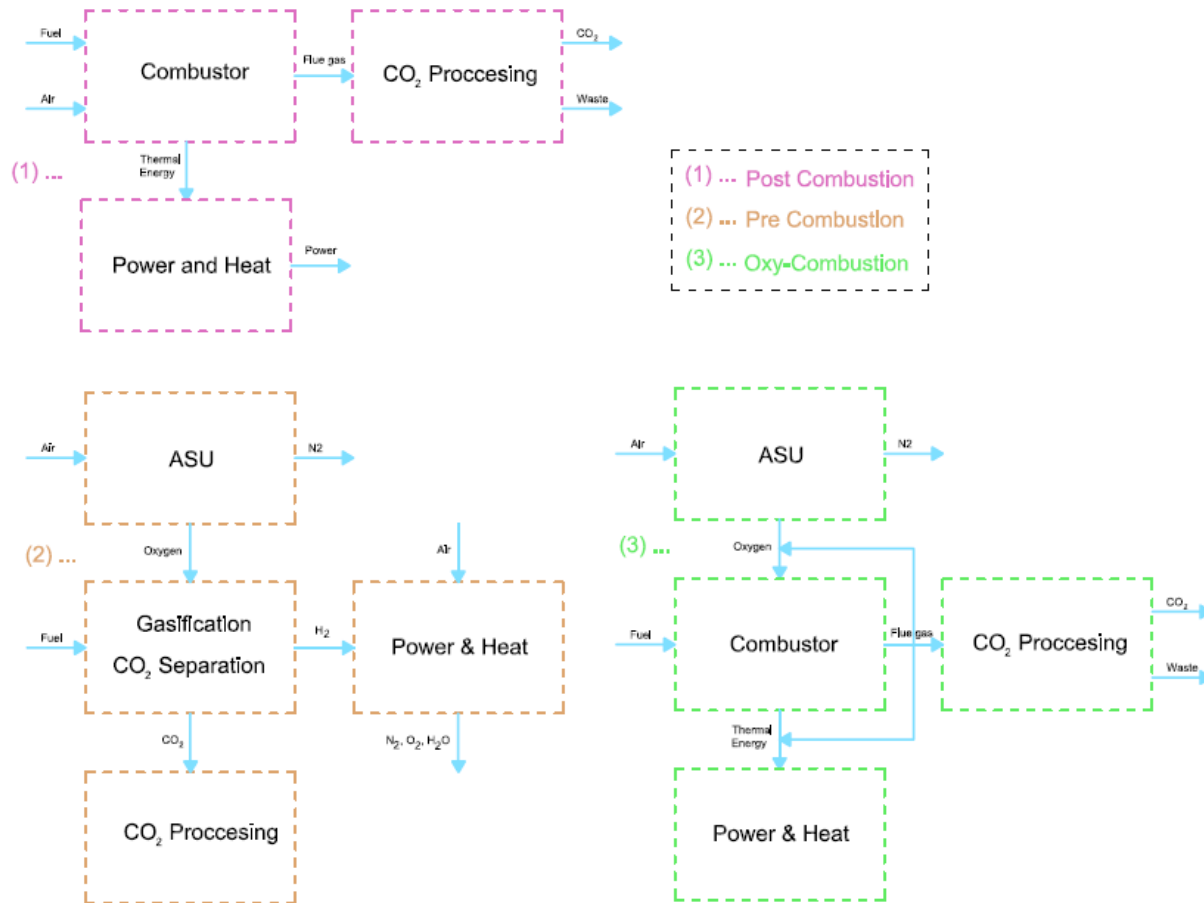 Fuel
Air
Combustor
Flue gas
CO₂ Proccesing
CO₂
Waste
Thermal
Energy
(1) ...
Power and Heat
Power
(1) ... Post Combustion
(2) ... Pre Combustion
(3) ... Oxy-Combustion
Air
ASU
N2
Oxygen
(2) ...
Fuel
Gasification
CO₂ Separation
H₂
Air
Power & Heat
CO₂
N₂, O₂, H₂O
CO₂ Proccesing
Air
ASU
N2
Oxygen
(3) ...
Fuel
Combustor
Flue gas
CO₂ Proccesing
CO₂
Waste
Thermal
Energy
Power & Heat